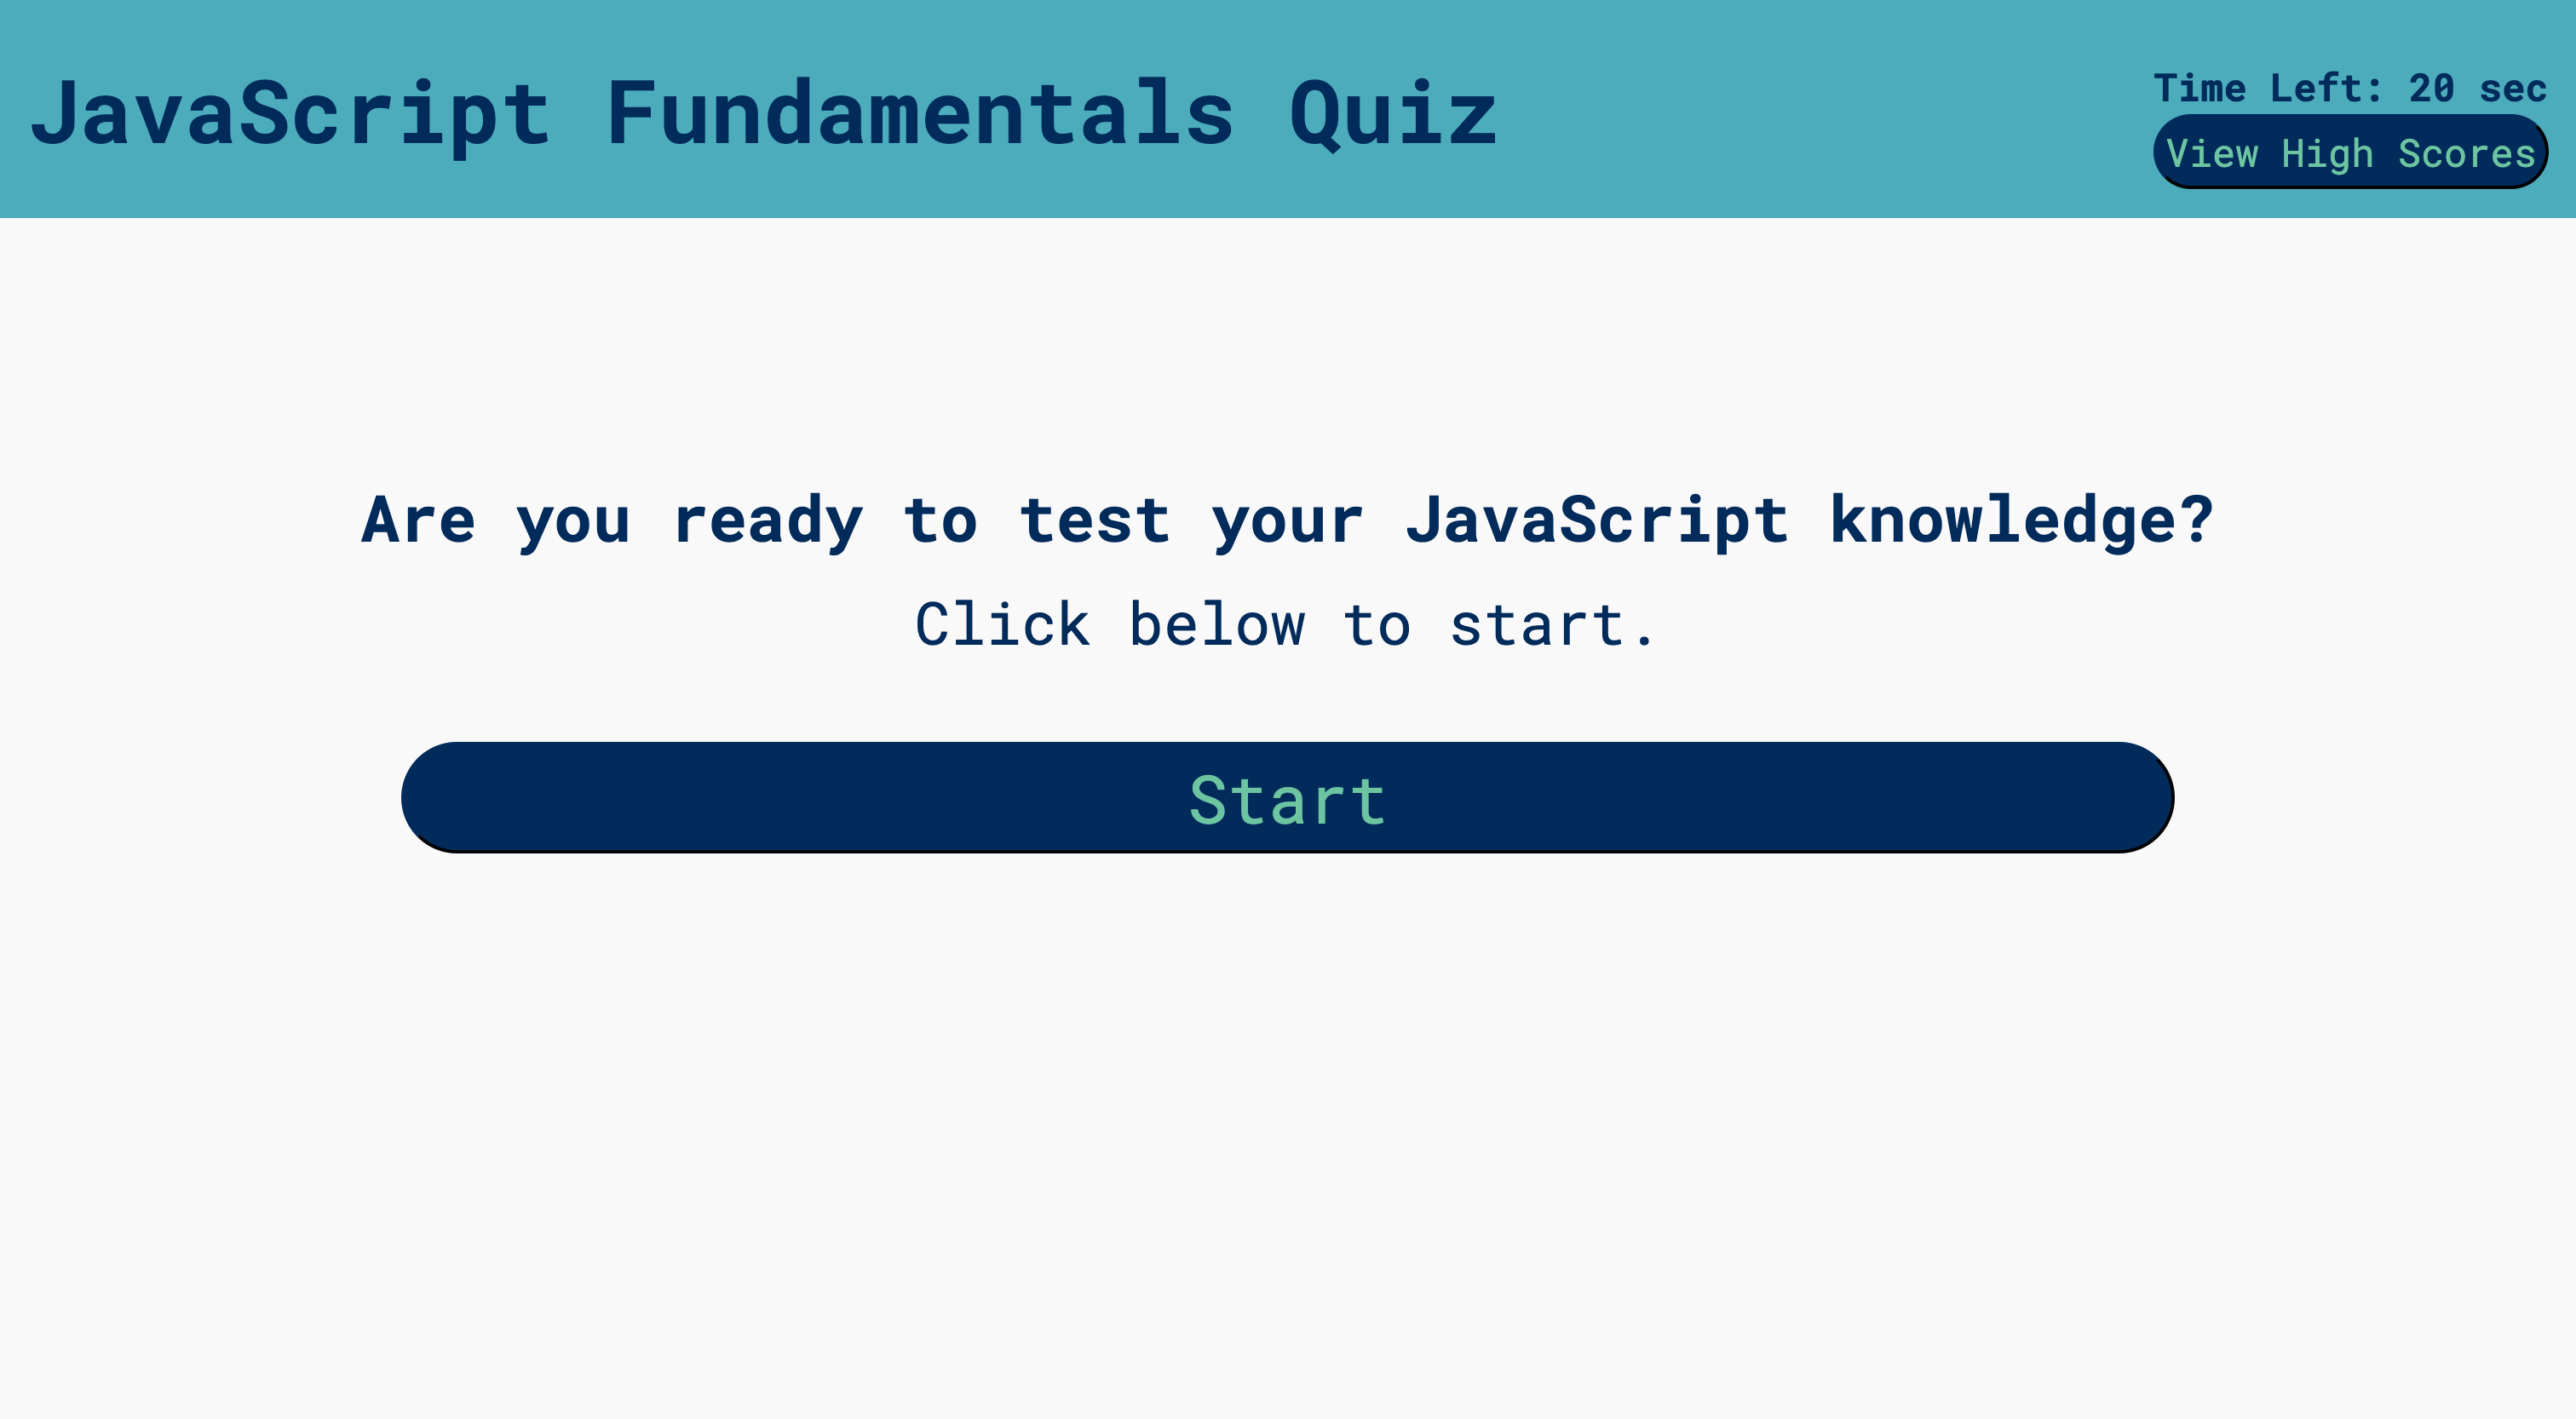 JavaScript Fundamentals Quiz
Time Left: 20 sec
View High Scores
Are you ready to test your JavaScript knowledge?
Click below to start.
Start